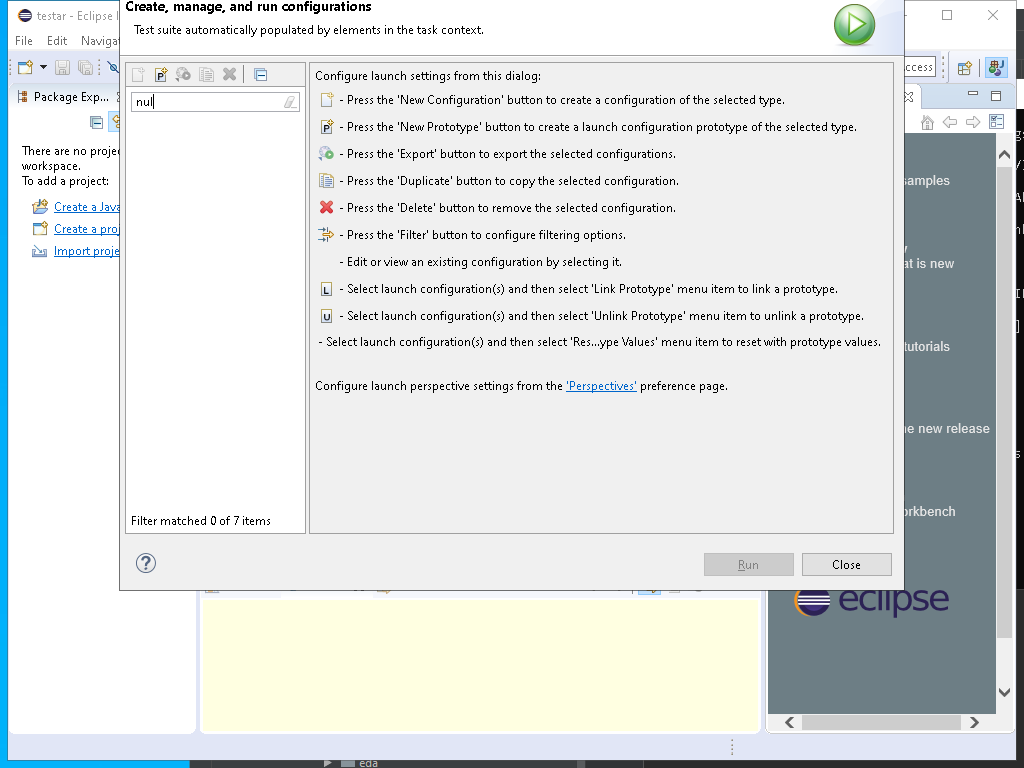 Create, manage, and run configurations
testar - Eclipse
Test suite automatically populated by elements in the task context.
File Edit
Package Exp...
nul
There are no
workspace.
To add a project:
Create a Java
Create a
Import
Filter matched 0 of 7 items
Configure launch settings from this dialog:
- Press the 'New Configuration' button to create a configuration of the selected type.
- Press the 'New Prototype' button to create a launch configuration prototype of the selected type.
- Press the 'Export' button to export the selected configurations.
- Press the 'Duplicate' button to copy the selected configuration.
- Press the 'Delete' button to remove the selected configuration.
- Press the 'Filter' button to configure filtering options.
- Edit or view an existing configuration by selecting it.
L - Select launch configuration(s) and then select 'Link Prototype' menu item to link a prototype.
U - Select launch configuration(s) and then select 'Unlink Prototype' menu item to unlink a prototype.
- Select launch configuration(s) and then select 'Res...ype Values' menu item to reset with prototype values.
Configure launch perspective settings from the 'Perspectives' preference page.
? Run Close
samples
is new
tutorials
new release
eclipse
eda